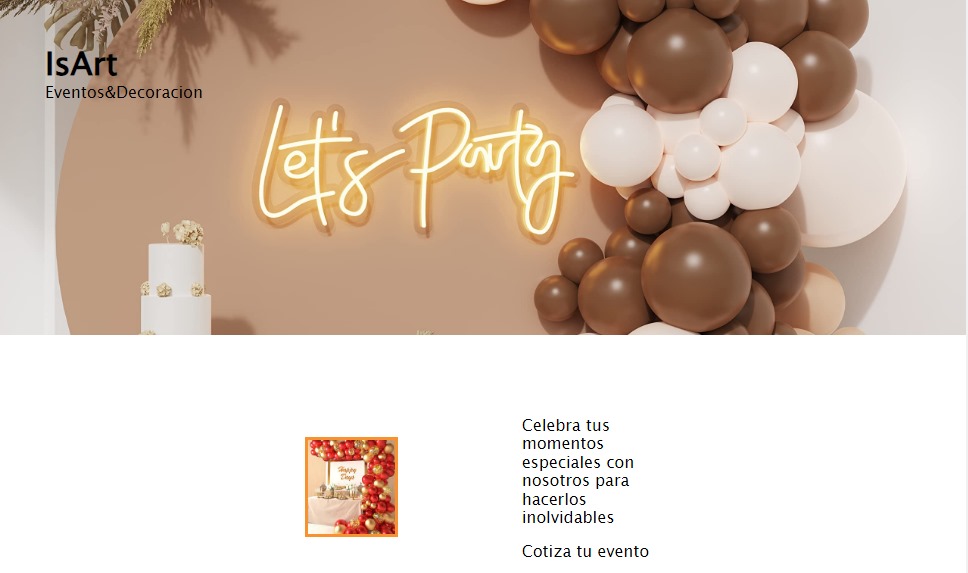 IsArt
Eventos&Decoracion
Let's Party
Happy
Days
Celebra tus
momentos
especiales con
nosotros para
hacerlos
inolvidables
Cotiza tu evento